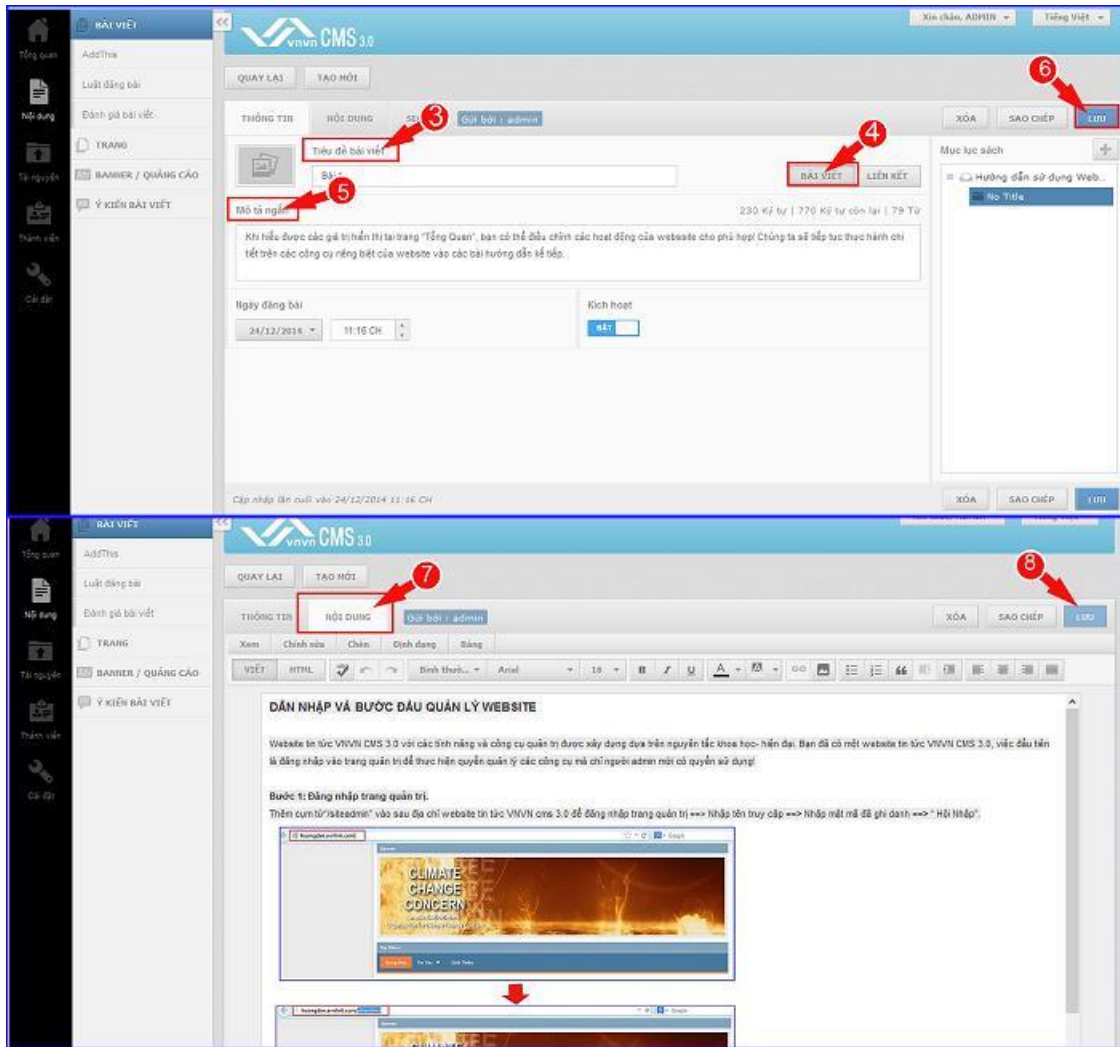 BÀI VIẾT
Xin chào, ADMIN
Tiếng Việt
vnvn CMS 3.0
Tổng quan
AddThis
Luật đăng bài
QUAY LẠI
TẠO MỚI
6
Nội dung
Đánh giá bài viết
THÔNG TIN
NỘI DUNG
3
Gửi bởi : admin
4
XÓA
SAO CHÉP
LƯU
TRANG
Tiêu đề bài viết
Mục lục sách
Tài nguyên
BANNER / QUẢNG CÁO
5
BÀI VIẾT
LIÊN KẾT
Hướng dẫn sử dụng Web...
No Title
Ý KIẾN BÀI VIẾT
Mô tả ngắn
230 Ký tự | 770 Ký tự còn lại | 79 Từ
Thành viên
Khi hiểu được các giá trị hiển thị tại trang "Tổng Quan", bạn có thể điều chỉnh các hoạt động của website cho phù hợp! Chúng ta sẽ tiếp tục thực hành chi
tiết trên các công cụ riêng biệt của website vào các bài hướng dẫn kế tiếp.
Cài đặt
Ngày đăng bài
Kích hoạt
24/12/2014
11:16 CH
BẬT
Cập nhập lần cuối vào 24/12/2014 11:16 CH
XÓA
SAO CHÉP
LƯU
BÀI VIẾT
vnvn CMS 3.0
Tổng quan
AddThis
Luật đăng bài
QUAY LẠI
TẠO MỚI
7
8
Nội dung
Đánh giá bài viết
THÔNG TIN
NỘI DUNG
Gửi bởi : admin
XÓA
SAO CHÉP
LƯU
TRANG
Xem
Chỉnh sửa
Chèn
Định dạng
Bảng
Tài nguyên
BANNER / QUẢNG CÁO
VIẾT
HTML
Bình thườ...
Arial
16
B
I
U
A
Ý KIẾN BÀI VIẾT
DẪN NHẬP VÀ BƯỚC ĐẦU QUẢN LÝ WEBSITE
Thành viên
Website tin tức VNVN CMS 3.0 với các tính năng và công cụ quản trị được xây dựng dựa trên nguyên tắc khoa học- hiện đại. Bạn đã có một website tin tức VNVN CMS 3.0, việc đầu tiên
là đăng nhập vào trang quản trị để thực hiện quyền quản lý các công cụ mà chỉ người admin mới có quyền sử dụng!
Cài đặt
Bước 1: Đăng nhập trang quản trị.
Thêm cụm từ"/siteadmin" vào sau địa chỉ website tin tức VNVN cms 3.0 để đăng nhập trang quản trị ==> Nhập tên truy cập ==> Nhập mật mã đã ghi danh ==> " Hội Nhập".
CLIMATE
CHANGE
CONCERN